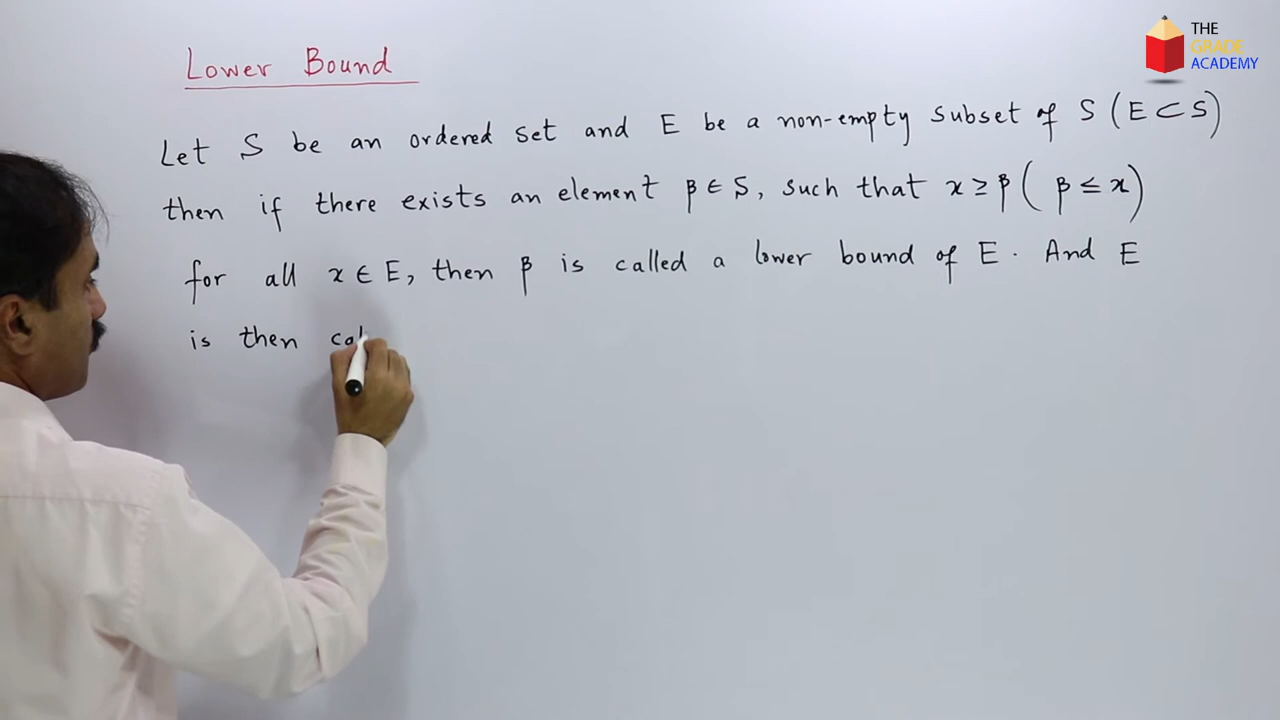 Lower Bound
THE
GRADE
ACADEMY
Let S be an ordered set and E be a non-empty subset of S (E ⊂ S)
then if there exists an element β ∈ S, such that x ≥ β ( β ≤ x )
for all x ∈ E, then β is called a lower bound of E. And E
is then cal